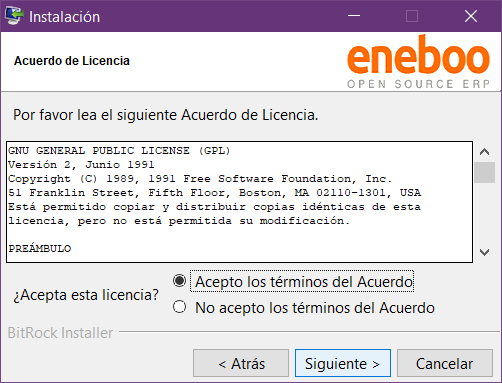 Instalación
Acuerdo de Licencia
eneboo
OPEN SOURCE ERP
Por favor lea el siguiente Acuerdo de Licencia.
GNU GENERAL PUBLIC LICENSE (GPL)
Versión 2, Junio 1991
Copyright (C) 1989, 1991 Free Software Foundation, Inc.
51 Franklin Street, Fifth Floor, Boston, MA 02110-1301, USA
Está permitido copiar y distribuir copias idénticas de esta
licencia, pero no está permitida su modificación.
PREÁMBULO
¿Acepta esta licencia?
Acepto los términos del Acuerdo
No acepto los términos del Acuerdo
BitRock Installer
< Atrás
Siguiente >
Cancelar